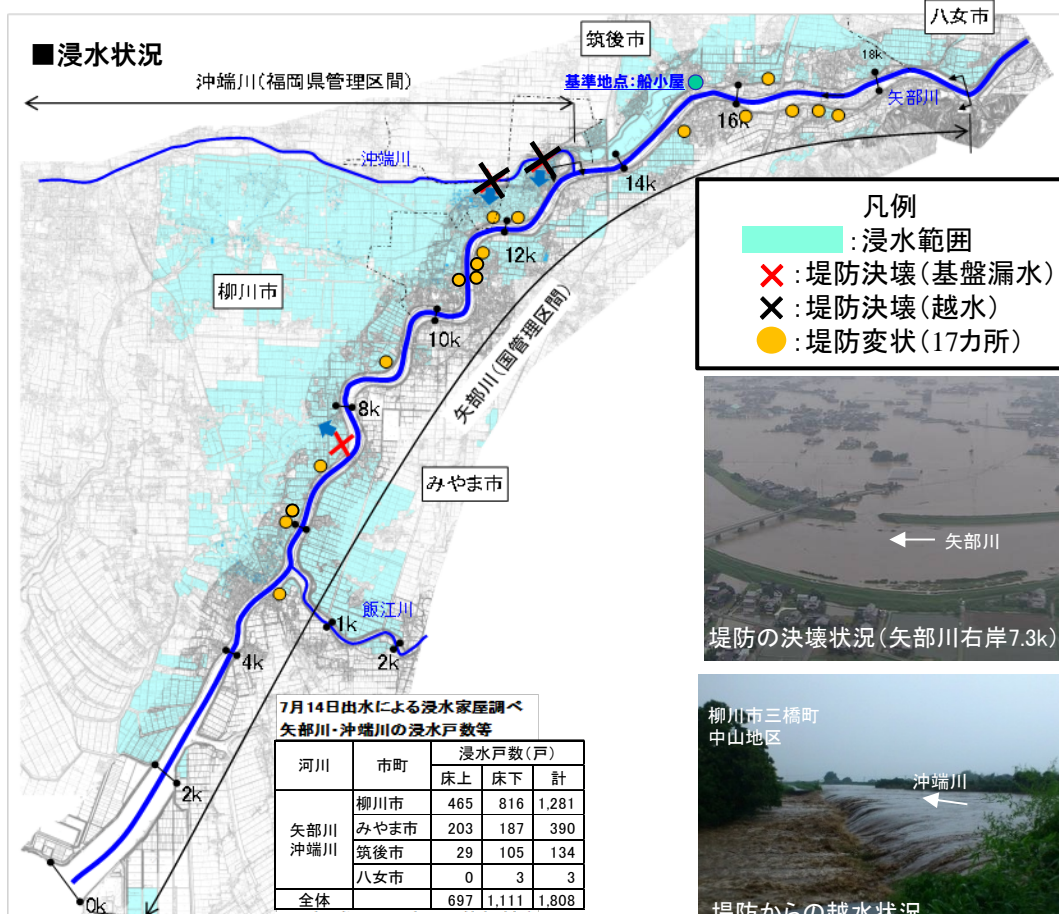 八女市
■浸水状況
筑後市
沖端川(福岡県管理区間)
基準地点:船小屋
18k
矢部川
16k
沖端川
14k
12k
凡例
:浸水範囲
:堤防決壊(基盤漏水)
:堤防決壊(越水)
:堤防変状(17カ所)
柳川市
10k
矢部川(国管理区間)
8k
みやま市
矢部川
堤防の決壊状況(矢部川右岸7.3k)
飯江川
1k
2k
4k
7月14日出水による浸水家屋調べ
矢部川・沖端川の浸水戸数等
河川 市町 浸水戸数(戸)
床上 床下 計
矢部川
沖端川
柳川市 465 816 1,281
みやま市 203 187 390
筑後市 29 105 134
八女市 0 3 3
全体 697 1,111 1,808
柳川市三橋町
中山地区
沖端川
堤防からの越水状況
2k
0k